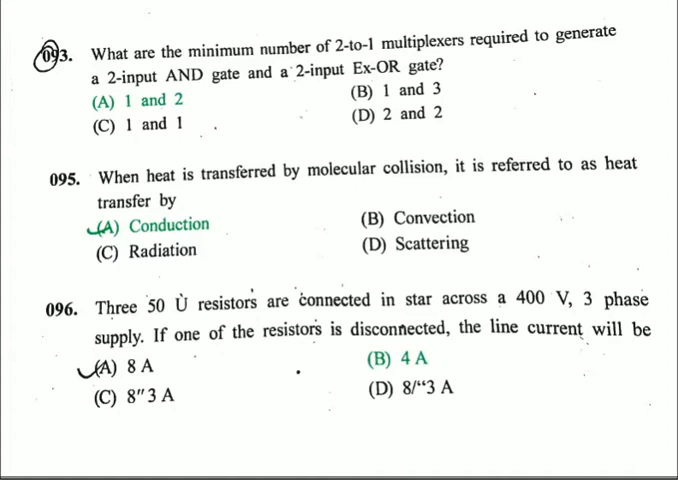 093. What are the minimum number of 2-to-1 multiplexers required to generate
a 2-input AND gate and a 2-input Ex-OR gate?
(A) 1 and 2
(B) 1 and 3
(C) 1 and 1
(D) 2 and 2
095. When heat is transferred by molecular collision, it is referred to as heat
transfer by
(A) Conduction
(B) Convection
(C) Radiation
(D) Scattering
096. Three 50 Ù resistors are connected in star across a 400 V, 3 phase
supply. If one of the resistors is disconnected, the line current will be
(A) 8 A
(B) 4 A
(C) 8"3 A
(D) 8/“3 A